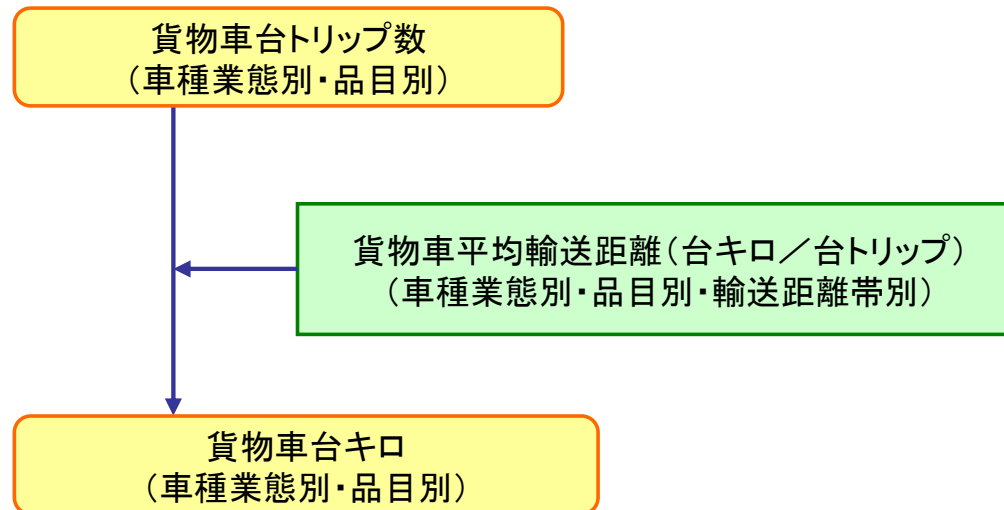 貨物車台トリップ数
（車種業態別・品目別）
貨物車平均輸送距離（台キロ／台トリップ）
（車種業態別・品目別・輸送距離帯別）
貨物車台キロ
（車種業態別・品目別）